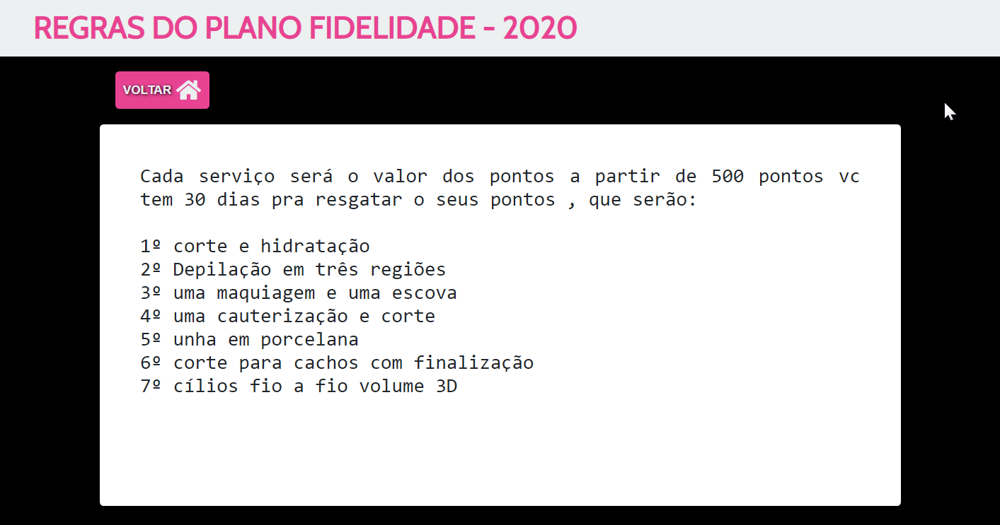 REGRAS DO PLANO FIDELIDADE - 2020
VOLTAR
Cada serviço será o valor dos pontos a partir de 500 pontos vc
tem 30 dias pra resgatar o seus pontos , que serão:
1º corte e hidratação
2º Depilação em três regiões
3º uma maquiagem e uma escova
4º uma cauterização e corte
5º unha em porcelana
6º corte para cachos com finalização
7º cílios fio a fio volume 3D